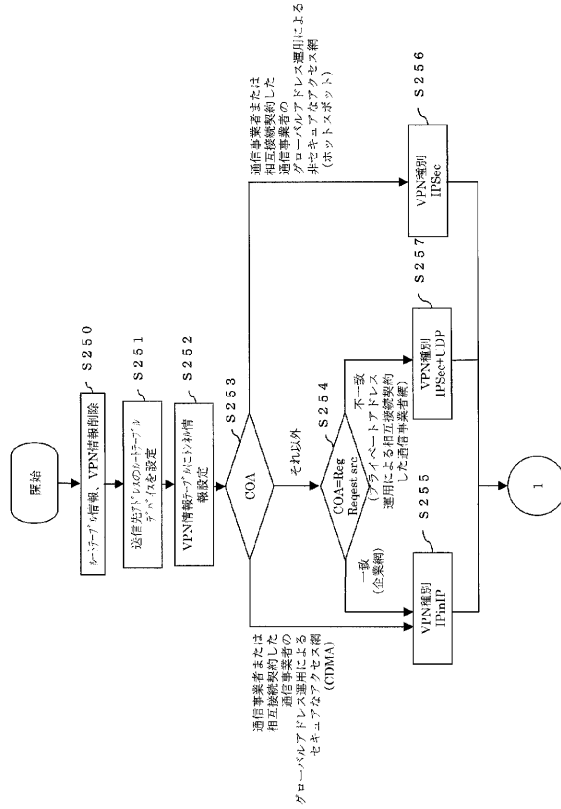 開始
S250
ルートテーブル情報、VPN情報削除
S251
送信先アドレスのルートテーブル
デバイスを設定
S252
VPN情報テーブルにトンネル情
報設定
S253
COA
通信事業者または
相互接続契約した
通信事業者の
グローバルアドレス運用による
セキュアなアクセス網
(CDMA)
それ以外
通信事業者または
相互接続契約した
通信事業者の
グローバルアドレス運用による
非セキュアなアクセス網
(ホットスポット)
S254
COA=Reg
Reqest src
一致
(企業網)
不一致
(プライベートアドレス
運用による相互接続契約
した通信事業者網)
S255
VPN種別
IPinIP
S257
VPN種別
IPSec+UDP
S256
VPN種別
IPSec
1